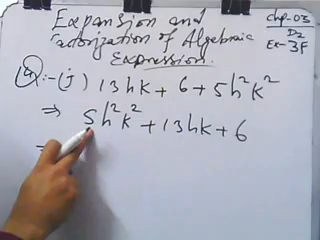 Expansion and
Factorization of Algebraic
Expression.
chp-03
D2
Ex-3F
Q:-(j) 13hk + 6 + 5h²k²
⇒ 5h²k² + 13hk + 6